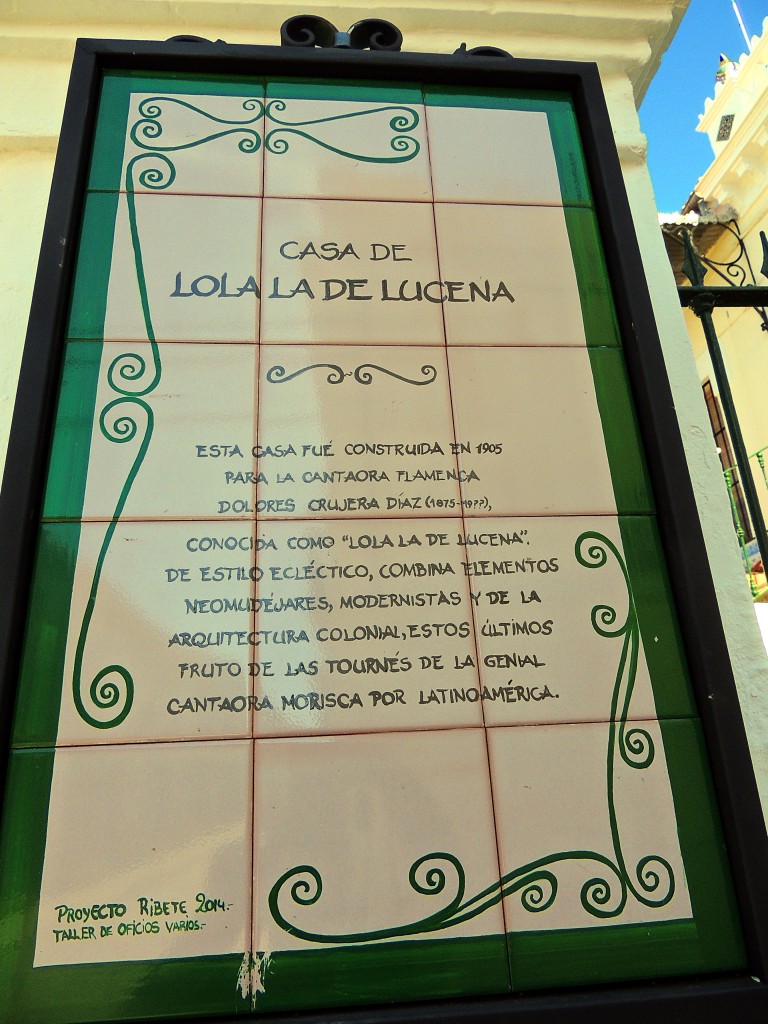 CASA DE
LOLA LA DE LUCENA
ESTA CASA FUÉ CONSTRUIDA EN 1905
PARA LA CANTAORA FLAMENCA
DOLORES CRUJERA DÍAZ (1875-19??),
CONOCIDA COMO "LOLA LA DE LUCENA".
DE ESTILO ECLÉCTICO, COMBINA ELEMENTOS
NEOMUDÉJARES, MODERNISTAS Y DE LA
ARQUITECTURA COLONIAL, ESTOS ÚLTIMOS
FRUTO DE LAS TOURNÉS DE LA GENIAL
CANTAORA MORISCA POR LATINOAMÉRICA.
PROYECTO RIBETE 2014.-
TALLER DE OFICIOS VARIOS.-